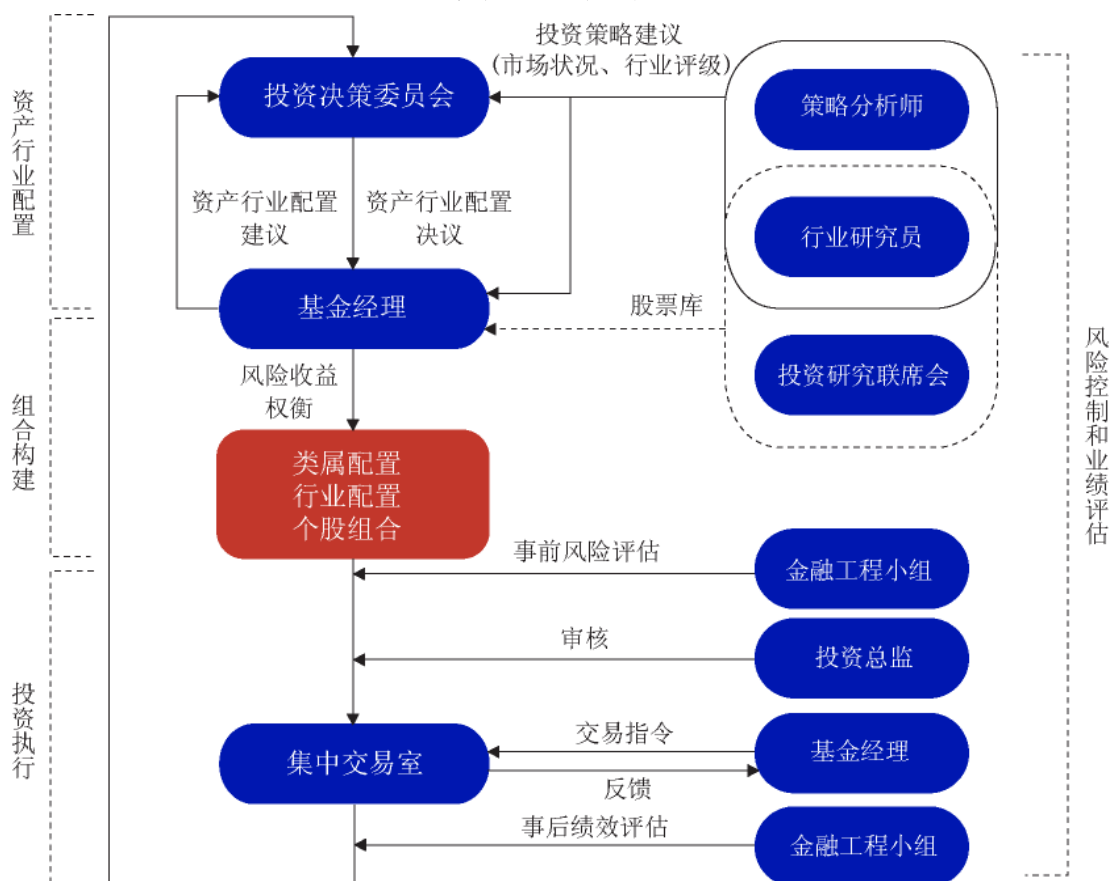 投资策略建议
(市场状况、行业评级)
投资决策委员会
策略分析师
资产行业配置
资产行业配置
建议
资产行业配置
决议
行业研究员
基金经理
股票库
投资研究联席会
风险收益
权衡
组合构建
类属配置
行业配置
个股组合
风险控制和业绩评估
事前风险评估
金融工程小组
审核
投资总监
投资执行
集中交易室
交易指令
基金经理
反馈
事后绩效评估
金融工程小组